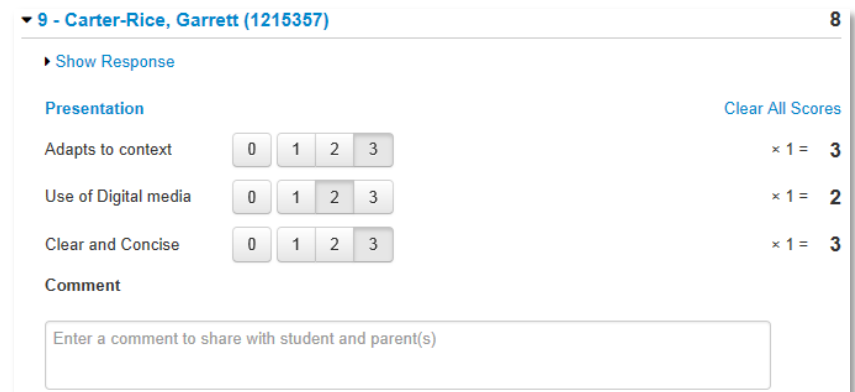 9 - Carter-Rice, Garrett (1215357) 8
Show Response
Presentation Clear All Scores
Adapts to context 0 1 2 3 × 1 = 3
Use of Digital media 0 1 2 3 × 1 = 2
Clear and Concise 0 1 2 3 × 1 = 3
Comment
Enter a comment to share with student and parent(s)